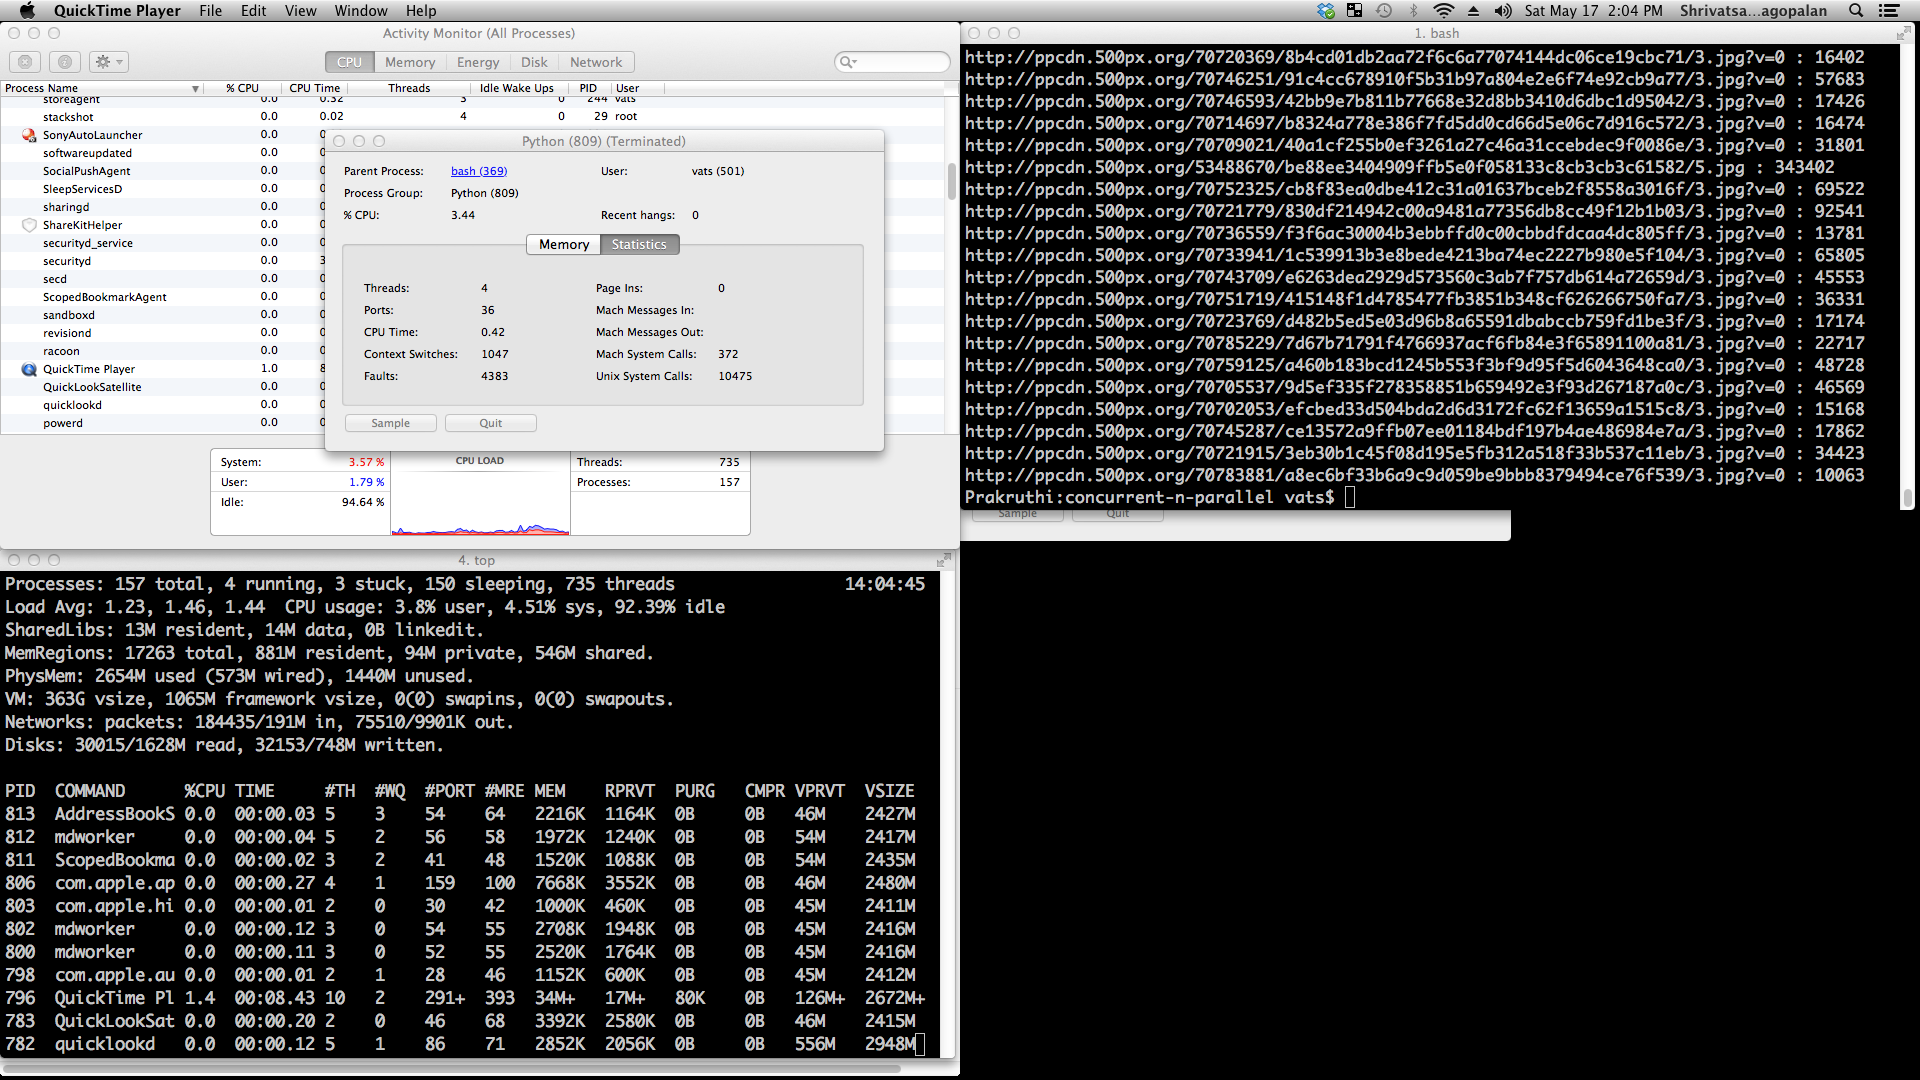 QuickTime Player File Edit View Window Help Sat May 17 2:04 PM Shrivatsa...agopalan
Activity Monitor (All Processes)
CPU Memory Energy Disk Network
Process Name % CPU CPU Time Threads Idle Wake Ups PID User
storeagent 0.0 0.32 3 0 244 vats
stackshot 0.0 0.02 4 0 29 root
SonyAutoLauncher 0.0 0
softwareupdated 0.0 0
SocialPushAgent 0.0 0
SleepServicesD 0.0 0
sharingd 0.0 0
ShareKitHelper 0.0 0
securityd_service 0.0 0
securityd 0.0 3
secd 0.0 0
ScopedBookmarkAgent 0.0 0
sandboxd 0.0 0
revisiond 0.0 0
racoon 0.0 0
QuickTime Player 1.0 8
QuickLookSatellite 0.0 0
quicklookd 0.0 0
powerd 0.0 0
Python (809) (Terminated)
Parent Process: bash (369) User: vats (501)
Process Group: Python (809)
% CPU: 3.44 Recent hangs: 0
Memory Statistics
Threads: 4 Page Ins: 0
Ports: 36 Mach Messages In:
CPU Time: 0.42 Mach Messages Out:
Context Switches: 1047 Mach System Calls: 372
Faults: 4383 Unix System Calls: 10475
Sample Quit
System: 3.57 % CPU LOAD Threads: 735
User: 1.79 % Processes: 157
Idle: 94.64 %
1. bash
http://ppcdn.500px.org/70720369/8b4cd01db2aa72f6c6a77074144dc06ce19cbc71/3.jpg?v=0 : 16402
http://ppcdn.500px.org/70746251/91c4cc678910f5b31b97a804e2e6f74e92cb9a77/3.jpg?v=0 : 57683
http://ppcdn.500px.org/70746593/42bb9e7b811b77668e32d8bb3410d6dbc1d95042/3.jpg?v=0 : 17426
http://ppcdn.500px.org/70714697/b8324a778e386f7fd5dd0cd66d5e06c7d916c572/3.jpg?v=0 : 16474
http://ppcdn.500px.org/70709021/40a1cf255b0ef3261a27c46a31ccebdec9f0086e/3.jpg?v=0 : 31801
http://ppcdn.500px.org/53488670/be88ee3404909ffb5e0f058133c8cb3cb3c61582/5.jpg : 343402
http://ppcdn.500px.org/70752325/cb8f83ea0dbe412c31a01637bceb2f8558a3016f/3.jpg?v=0 : 69522
http://ppcdn.500px.org/70721779/830df214942c00a9481a77356db8cc49f12b1b03/3.jpg?v=0 : 92541
http://ppcdn.500px.org/70736559/f3f6ac30004b3ebbffd0c00cbbdfdcaa4dc805ff/3.jpg?v=0 : 13781
http://ppcdn.500px.org/70733941/1c539913b3e8bede4213ba74ec2227b980e5f104/3.jpg?v=0 : 65805
http://ppcdn.500px.org/70743709/e6263dea2929d573560c3ab7f757db614a72659d/3.jpg?v=0 : 45553
http://ppcdn.500px.org/70751719/415148f1d4785477fb3851b348cf626266750fa7/3.jpg?v=0 : 36331
http://ppcdn.500px.org/70723769/d482b5ed5e03d96b8a65591dbabccb759fd1be3f/3.jpg?v=0 : 17174
http://ppcdn.500px.org/70785229/7d67b71791f4766937acf6fb84e3f65891100a81/3.jpg?v=0 : 22717
http://ppcdn.500px.org/70759125/a460b183bcd1245b553f3bf9d95f5d6043648ca0/3.jpg?v=0 : 48728
http://ppcdn.500px.org/70705537/9d5ef335f278358851b659492e3f93d267187a0c/3.jpg?v=0 : 46569
http://ppcdn.500px.org/70702053/efcbed33d504bda2d6d3172fc62f13659a1515c8/3.jpg?v=0 : 15168
http://ppcdn.500px.org/70745287/ce13572a9ffb07ee01184bdf197b4ae486984e7a/3.jpg?v=0 : 17862
http://ppcdn.500px.org/70721915/3eb30b1c45f08d195e5fb312a518f33b537c11eb/3.jpg?v=0 : 34423
http://ppcdn.500px.org/70783881/a8ec6bf33b6a9c9d059be9bbb8379494ce76f539/3.jpg?v=0 : 10063
Prakruthi:concurrent-n-parallel vats$
Sample Quit
4. top
Processes: 157 total, 4 running, 3 stuck, 150 sleeping, 735 threads 14:04:45
Load Avg: 1.23, 1.46, 1.44 CPU usage: 3.8% user, 4.51% sys, 92.39% idle
SharedLibs: 13M resident, 14M data, 0B linkedit.
MemRegions: 17263 total, 881M resident, 94M private, 546M shared.
PhysMem: 2654M used (573M wired), 1440M unused.
VM: 363G vsize, 1065M framework vsize, 0(0) swapins, 0(0) swapouts.
Networks: packets: 184435/191M in, 75510/9901K out.
Disks: 30015/1628M read, 32153/748M written.
PID COMMAND %CPU TIME #TH #WQ #PORT #MRE MEM RPRVT PURG CMPR VPRVT VSIZE
813 AddressBookS 0.0 00:00.03 5 3 54 64 2216K 1164K 0B 0B 46M 2427M
812 mdworker 0.0 00:00.04 5 2 56 58 1972K 1240K 0B 0B 54M 2417M
811 ScopedBookma 0.0 00:00.02 3 2 41 48 1520K 1088K 0B 0B 54M 2435M
806 com.apple.ap 0.0 00:00.27 4 1 159 100 7668K 3552K 0B 0B 46M 2480M
803 com.apple.hi 0.0 00:00.01 2 0 30 42 1000K 460K 0B 0B 45M 2411M
802 mdworker 0.0 00:00.12 3 0 54 55 2708K 1948K 0B 0B 45M 2416M
800 mdworker 0.0 00:00.11 3 0 52 55 2520K 1764K 0B 0B 45M 2416M
798 com.apple.au 0.0 00:00.01 2 1 28 46 1152K 600K 0B 0B 45M 2412M
796 QuickTime Pl 1.4 00:08.43 10 2 291+ 393 34M+ 17M+ 80K 0B 126M+ 2672M+
783 QuickLookSat 0.0 00:00.20 2 0 46 68 3392K 2580K 0B 0B 46M 2415M
782 quicklookd 0.0 00:00.12 5 1 86 71 2852K 2056K 0B 0B 556M 2948M